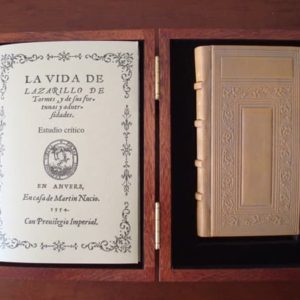 LA VIDA DE
LAZARILLO DE
Tormes, y de sus for-
tunas y aduer-
sidades.
Estudio crítico
EN ANVERS,
En casa de Martin Nucio.
1554.
Con Preuilegio Imperial.